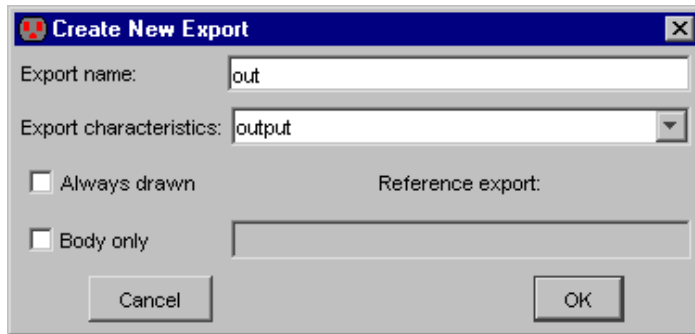 Create New Export
Export name: out
Export characteristics: output
Always drawn Reference export:
Body only
Cancel OK